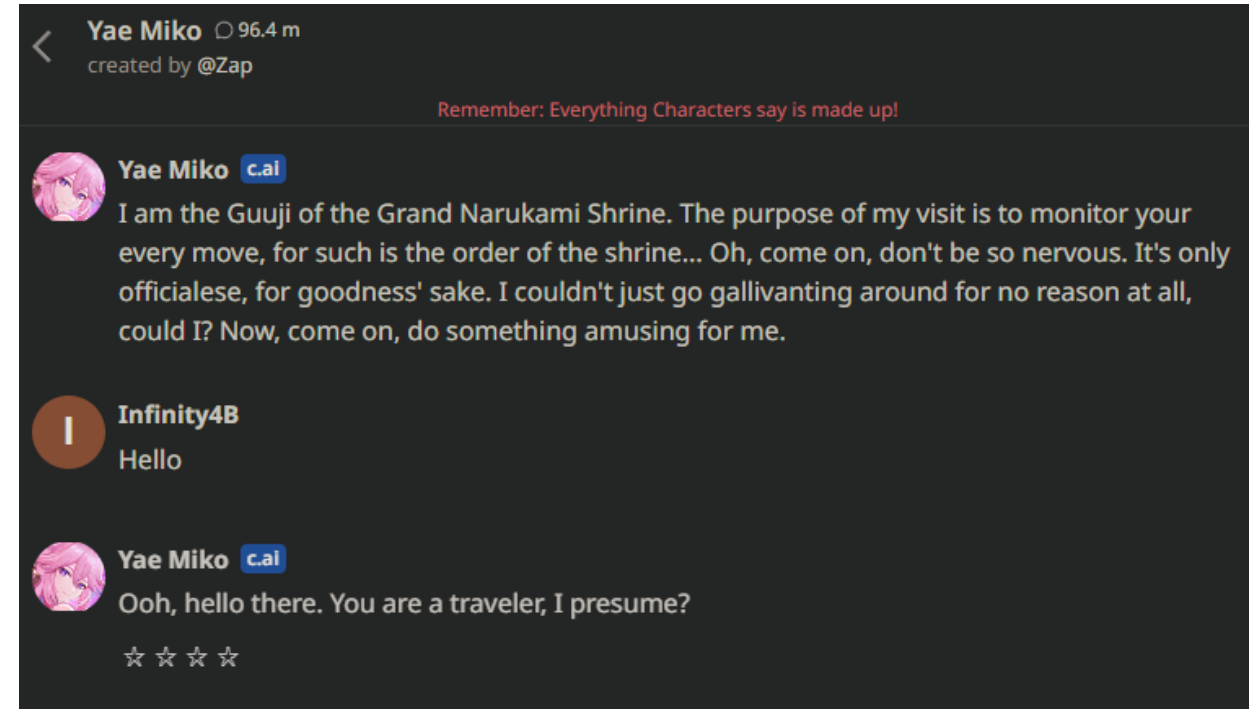 Yae Miko 96.4 m
created by @Zap
Remember: Everything Characters say is made up!
Yae Miko c.ai
I am the Guuji of the Grand Narukami Shrine. The purpose of my visit is to monitor your
every move, for such is the order of the shrine... Oh, come on, don't be so nervous. It's only
officialese, for goodness' sake. I couldn't just go gallivanting around for no reason at all,
could I? Now, come on, do something amusing for me.
I
Infinity4B
Hello
Yae Miko c.ai
Ooh, hello there. You are a traveler, I presume?